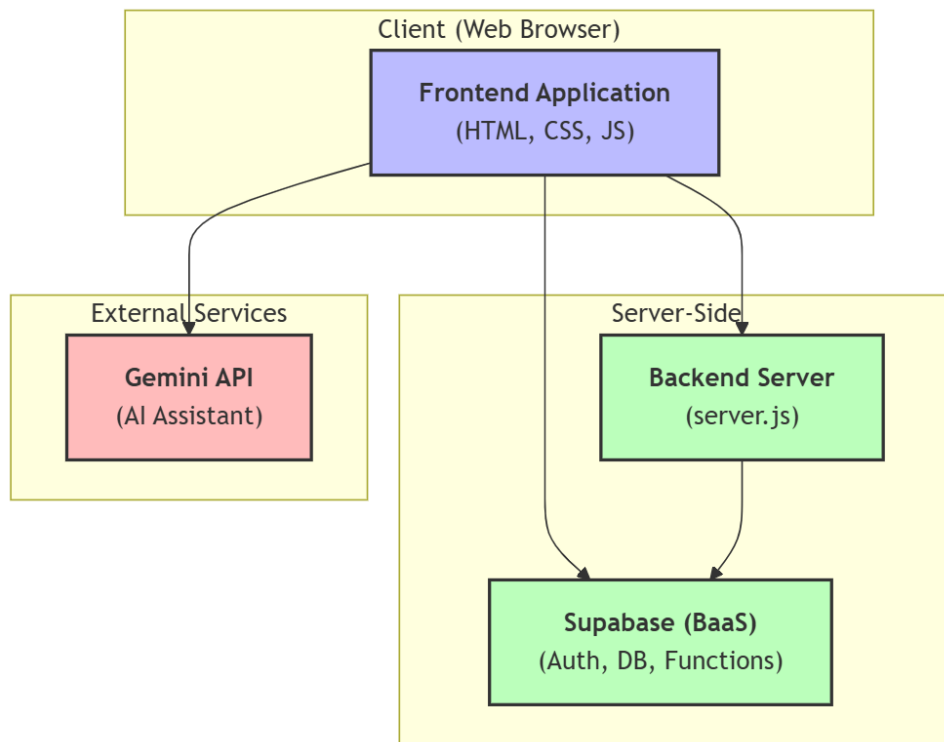 Client (Web Browser)
Frontend Application
(HTML, CSS, JS)
External Services
Gemini API
(AI Assistant)
Server-Side
Backend Server
(server.js)
Supabase (BaaS)
(Auth, DB, Functions)